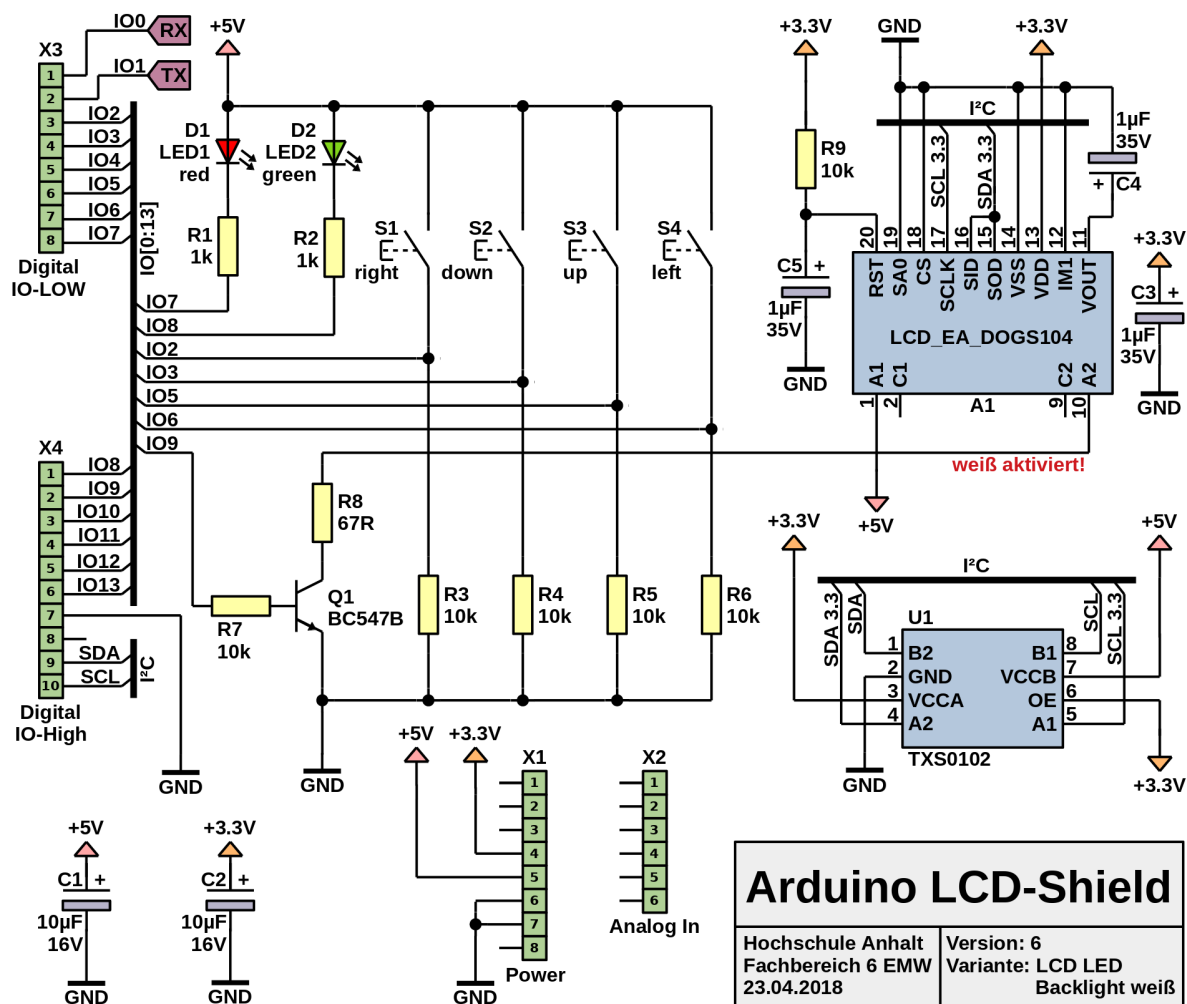 IO0
RX
X3
1
IO1
TX
2
3
IO2
4
IO3
5
IO4
6
IO5
7
IO6
8
IO7
Digital
IO-LOW
IO[0:13]
+5V
D1
LED1
red
D2
LED2
green
R1
1k
R2
1k
S1
right
S2
down
S3
up
S4
left
IO7
IO8
IO2
IO3
IO5
IO6
IO9
X4
1
IO8
2
IO9
3
IO10
4
IO11
5
IO12
6
IO13
7
8
9
SDA
10
SCL
I²C
Digital
IO-High
GND
R8
67R
Q1
BC547B
R7
10k
R3
10k
R4
10k
R5
10k
R6
10k
GND
+3.3V
R9
10k
C5
+
1µF
35V
GND
GND
+3.3V
I²C
SCL 3.3
SDA 3.3
1µF
35V
+
C4
20
19
18
17
16
15
14
13
12
11
RST
SA0
CS
SCLK
SID
SOD
VSS
VDD
IM1
VOUT
LCD_EA_DOGS104
A1
C1
C2
A2
1
2
9
10
A1
+3.3V
C3
+
1µF
35V
GND
weiß aktiviert!
+5V
+3.3V
+5V
I²C
SDA 3.3
SDA
SCL
SCL 3.3
U1
1
B2
B1
8
2
GND
VCCB
7
3
VCCA
OE
6
4
A2
A1
5
TXS0102
GND
+3.3V
+5V
C1
+
10µF
16V
GND
+3.3V
C2
+
10µF
16V
GND
+5V
+3.3V
X1
1
2
3
4
5
6
7
8
Power
GND
X2
1
2
3
4
5
6
Analog In
Arduino LCD-Shield
Hochschule Anhalt
Fachbereich 6 EMW
23.04.2018
Version: 6
Variante: LCD LED
Backlight weiß